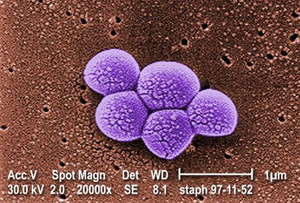 Acc.V Spot Magn Det WD 1µm
30.0 kV 2.0 20000x SE 8.1 staph 97-11-52